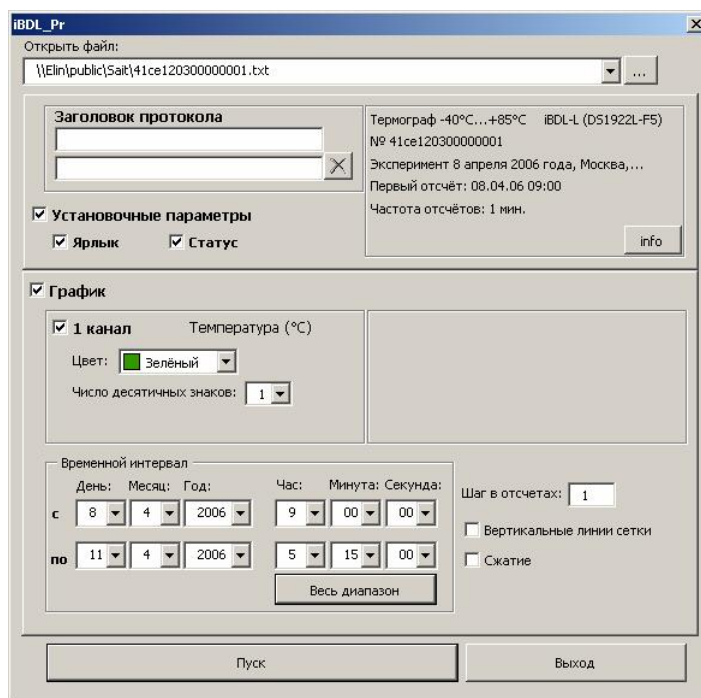 iBDL_Pr
Открыть файл:
\\Elin\public\Sait\41ce120300000001.txt
...
Заголовок протокола
Термограф -40°C...+85°C iBDL-L (DS1922L-F5)
№ 41ce120300000001
Эксперимент 8 апреля 2006 года, Москва,...
Первый отсчёт: 08.04.06 09:00
Частота отсчётов: 1 мин.
info
Установочные параметры
Ярлык Статус
График
1 канал Температура (°C)
Цвет: Зелёный
Число десятичных знаков: 1
Временной интервал
День: Месяц: Год: Час: Минута: Секунда:
с 8 4 2006 9 00 00
по 11 4 2006 5 15 00
Весь диапазон
Шаг в отсчетах: 1
Вертикальные линии сетки
Сжатие
Пуск
Выход